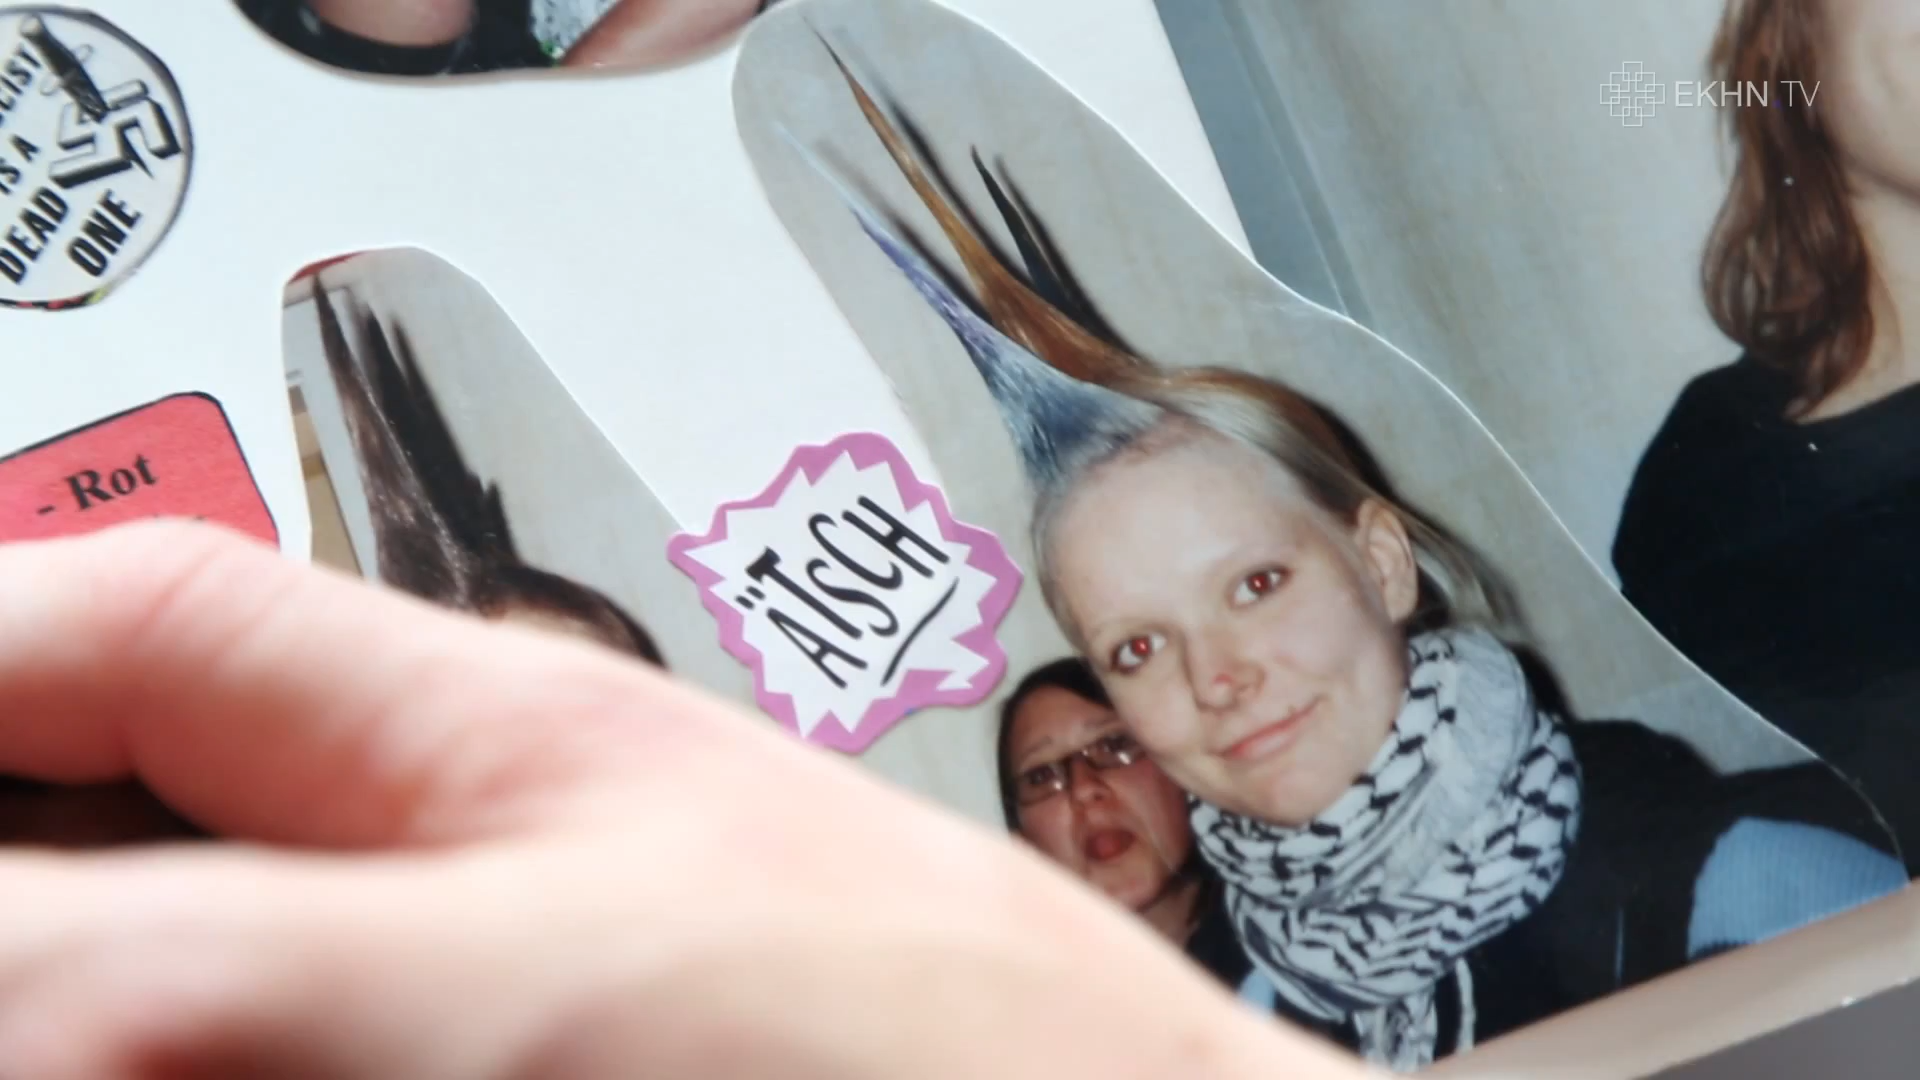 EKHN.TV
IS A
DEAD
ONE
- Rot
ÄTSCH